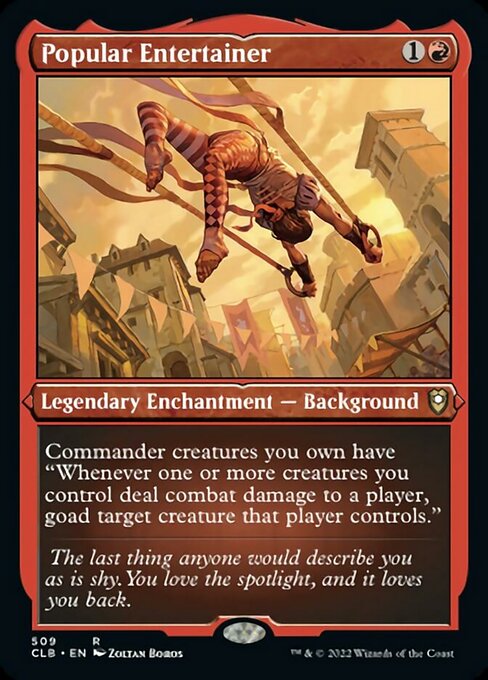 Popular Entertainer 1
Legendary Enchantment — Background
Commander creatures you own have
“Whenever one or more creatures you
control deal combat damage to a player,
goad target creature that player controls.”
The last thing anyone would describe you
as is shy. You love the spotlight, and it loves
you back.
509 R
CLB • EN Zoltan Boros ™ & © 2022 Wizards of the Coast